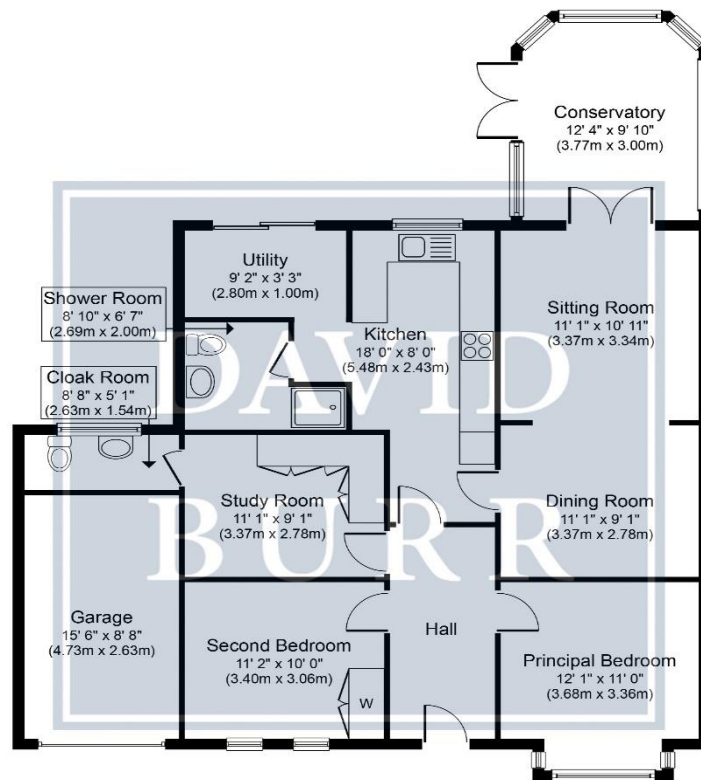 Conservatory
12' 4" x 9' 10"
(3.77m x 3.00m)
Utility
9' 2" x 3' 3"
(2.80m x 1.00m)
Shower Room
8' 10" x 6' 7"
(2.69m x 2.00m)
Sitting Room
11' 1" x 10' 11"
(3.37m x 3.34m)
Kitchen
18' 0" x 8' 0"
(5.48m x 2.43m)
DAVID
Cloak Room
8' 8" x 5' 1"
(2.63m x 1.54m)
Study Room
11' 1" x 9' 1"
(3.37m x 2.78m)
Dining Room
11' 1" x 9' 1"
(3.37m x 2.78m)
BURR
Garage
15' 6" x 8' 8"
(4.73m x 2.63m)
Second Bedroom
11' 2" x 10' 0"
(3.40m x 3.06m)
W
Hall
Principal Bedroom
12' 1" x 11' 0"
(3.68m x 3.36m)